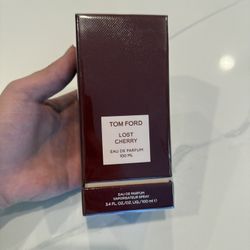 TOM FORD
LOST
CHERRY
EAU DE PARFUM
100 ML
EAU DE PARFUM
VAPORISATEUR SPRAY
3.4 FL.OZ./OZ.LIQ./100 ml ℮